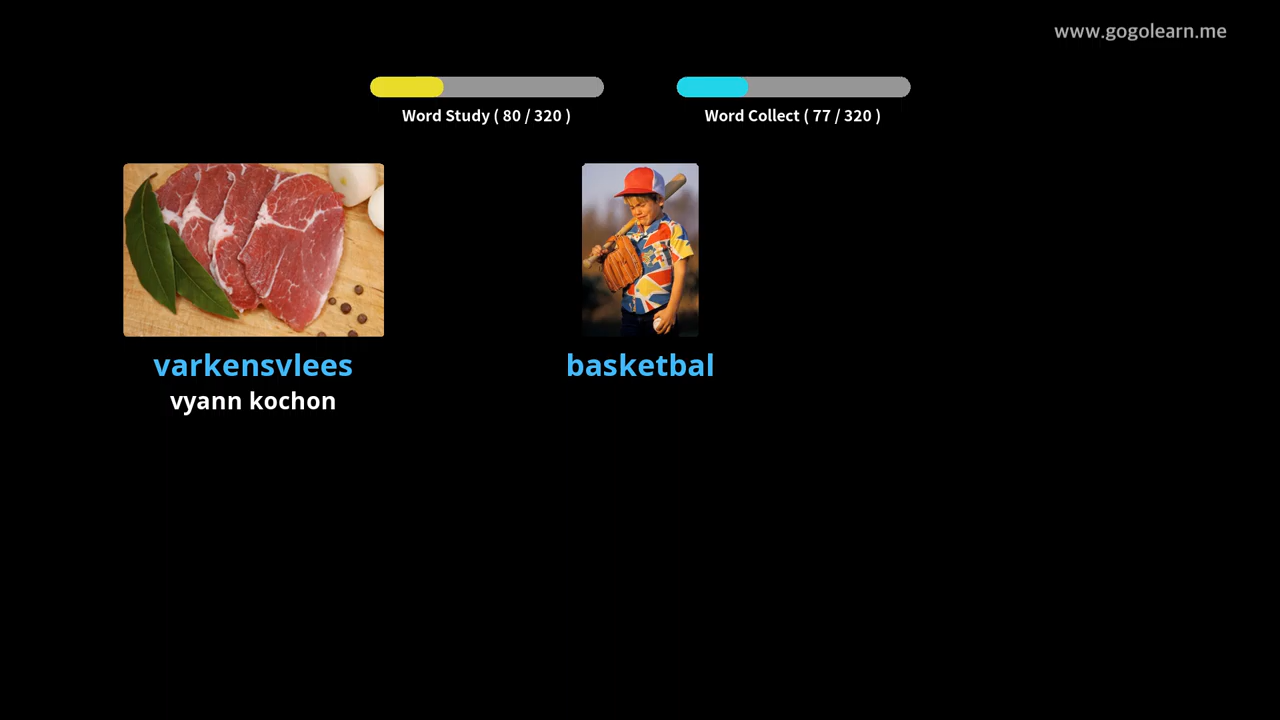 www.gogolearn.me
Word Study ( 80 / 320 )
Word Collect ( 77 / 320 )
varkensvlees
vyann kochon
basketbal